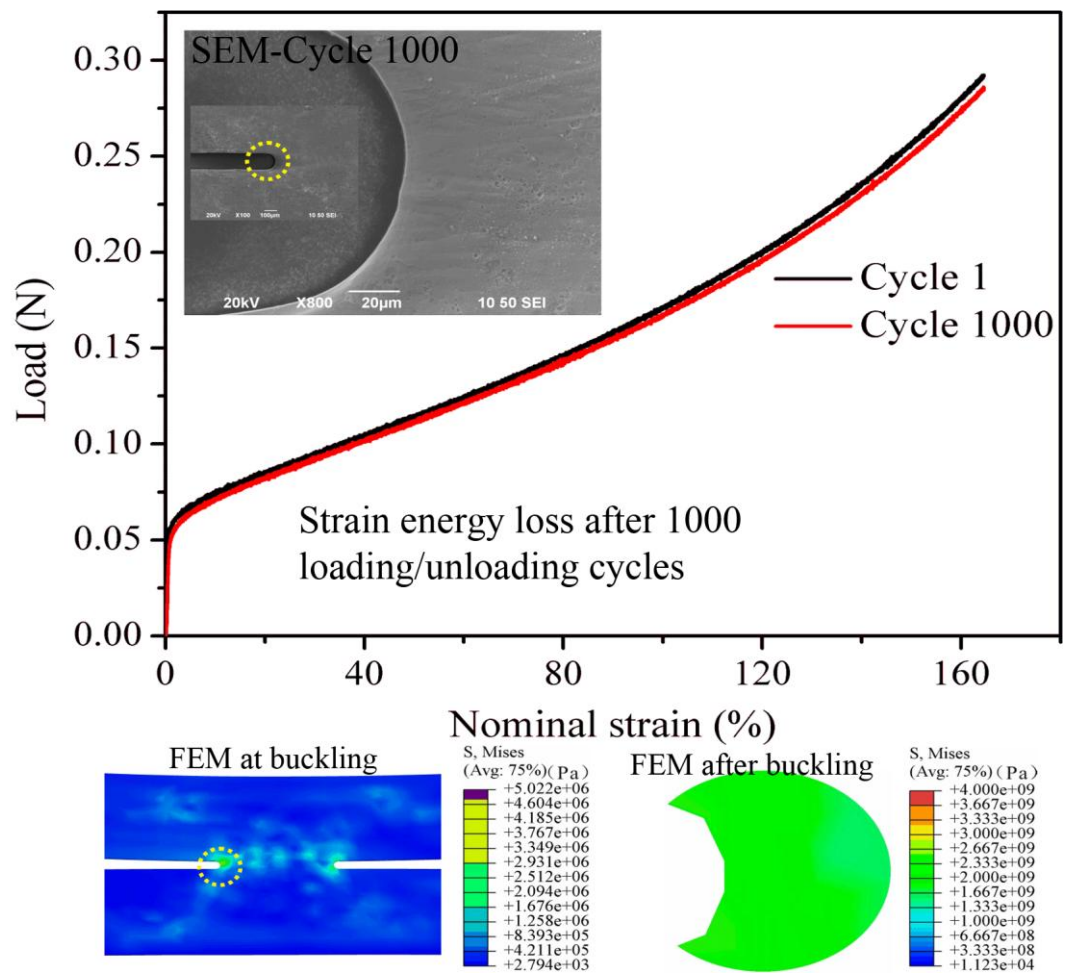 SEM-Cycle 1000
20kV X100 100μm 10 50 SEI
20kV X800 20μm 10 50 SEI
0.30
0.25
0.20
0.15
0.10
0.05
0.00
Load (N)
Cycle 1
Cycle 1000
Strain energy loss after 1000
loading/unloading cycles
0 40 80 120 160
Nominal strain (%)
FEM at buckling
S, Mises
(Avg: 75%)(Pa)
+5.022e+06
+4.604e+06
+4.185e+06
+3.767e+06
+3.349e+06
+2.931e+06
+2.512e+06
+2.094e+06
+1.676e+06
+1.258e+06
+8.393e+05
+4.211e+05
+2.794e+03
FEM after buckling
S, Mises
(Avg: 75%)(Pa)
+4.000e+09
+3.667e+09
+3.333e+09
+3.000e+09
+2.667e+09
+2.333e+09
+2.000e+09
+1.667e+09
+1.333e+09
+1.000e+09
+6.667e+08
+3.333e+08
+1.123e+04